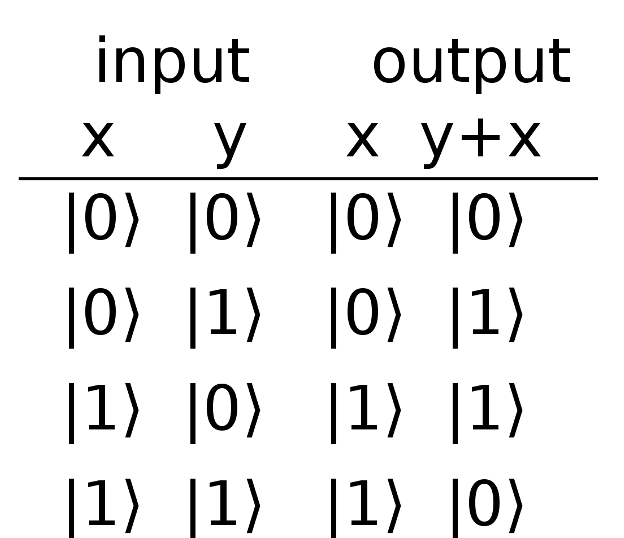 input output
x y x y+x
|0⟩ |0⟩ |0⟩ |0⟩
|0⟩ |1⟩ |0⟩ |1⟩
|1⟩ |0⟩ |1⟩ |1⟩
|1⟩ |1⟩ |1⟩ |0⟩